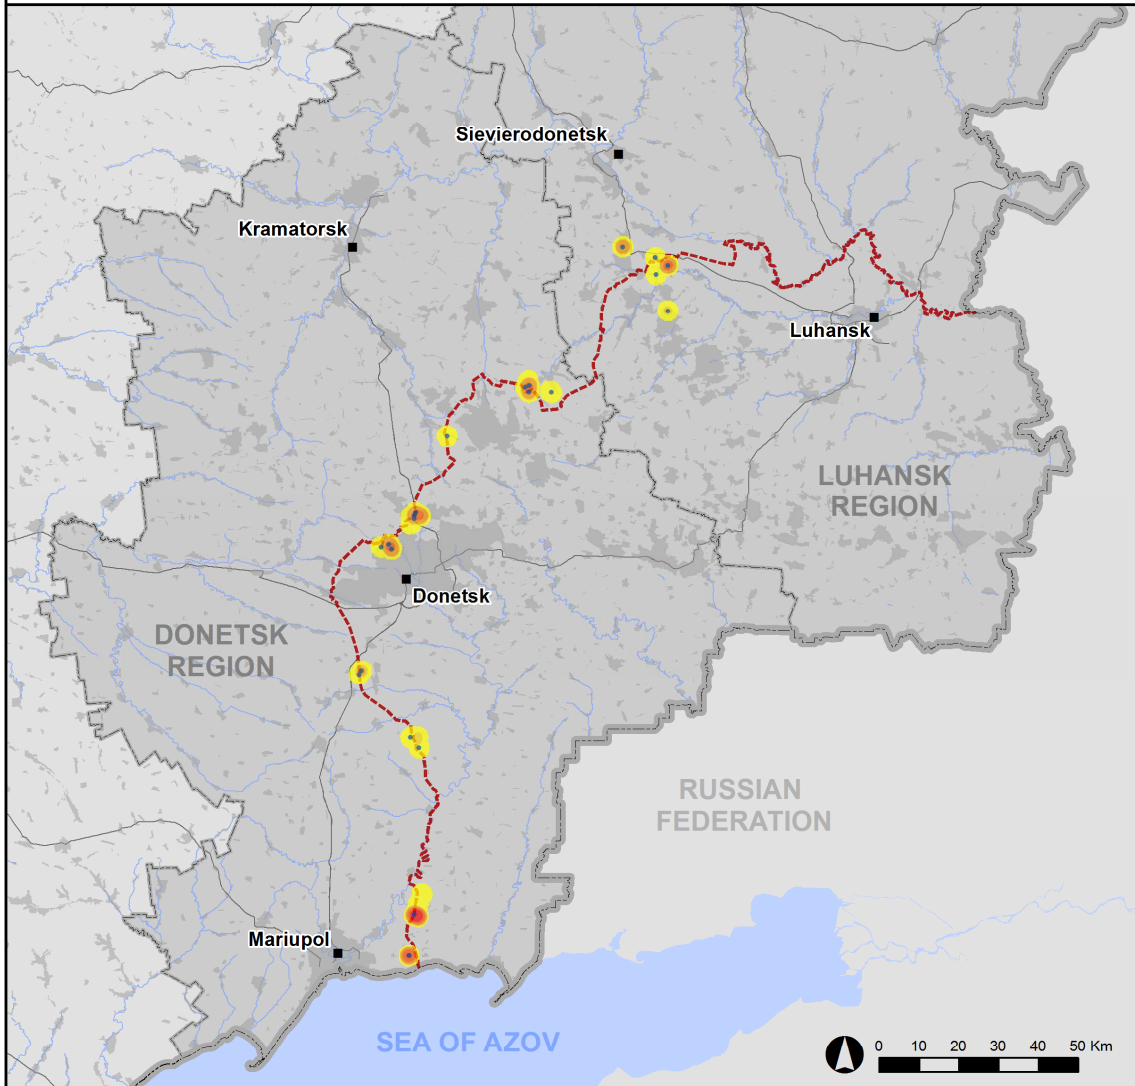 Sievierodonetsk
Kramatorsk
Luhansk
LUHANSK
REGION
Donetsk
DONETSK
REGION
RUSSIAN
FEDERATION
Mariupol
SEA OF AZOV
0 10 20 30 40 50 Km